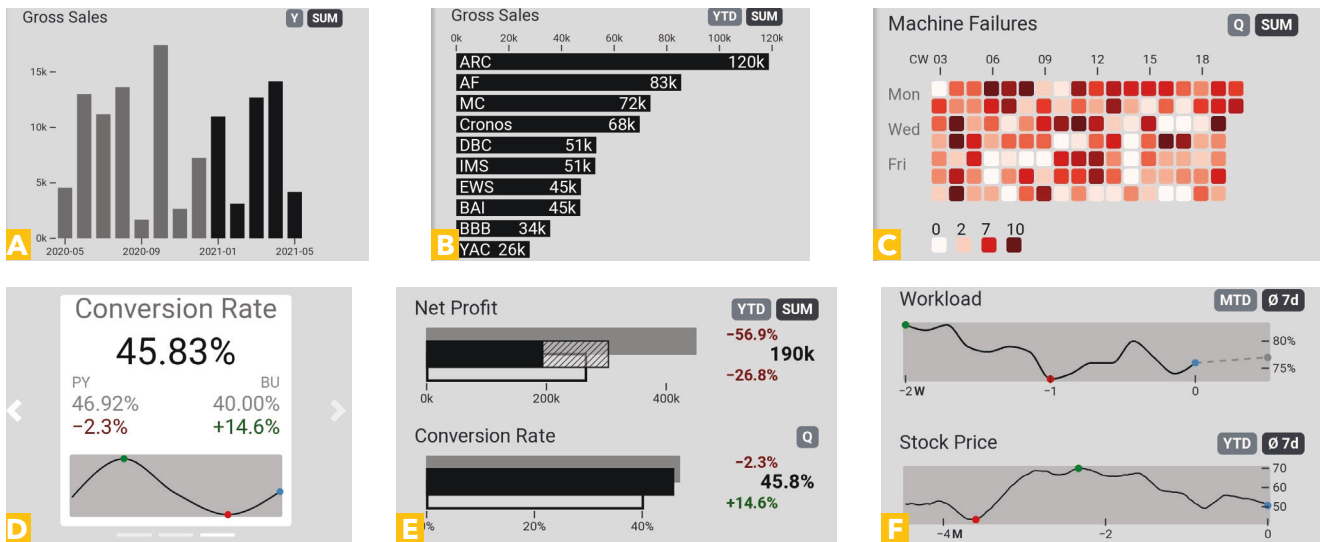 Gross Sales Y SUM
15k
10k
5k
0k
2020-05 2020-09 2021-01 2021-05
A
Gross Sales YTD SUM
0k 20k 40k 60k 80k 100k 120k
ARC 120k
AF 83k
MC 72k
Cronos 68k
DBC 51k
IMS 51k
EWS 45k
BAI 45k
BBB 34k
YAC 26k
B
Machine Failures Q SUM
CW 03 06 09 12 15 18
Mon
Wed
Fri
0 2 7 10
C
Conversion Rate
45.83%
PY BU
46.92% 40.00%
−2.3% +14.6%
D
Net Profit YTD SUM
−56.9%
190k
−26.8%
0k 200k 400k
Conversion Rate Q
−2.3%
45.8%
+14.6%
0% 20% 40%
E
Workload MTD Ø 7d
80%
75%
−2 W −1 0
Stock Price YTD Ø 7d
70
60
50
−4 M −2 0
F